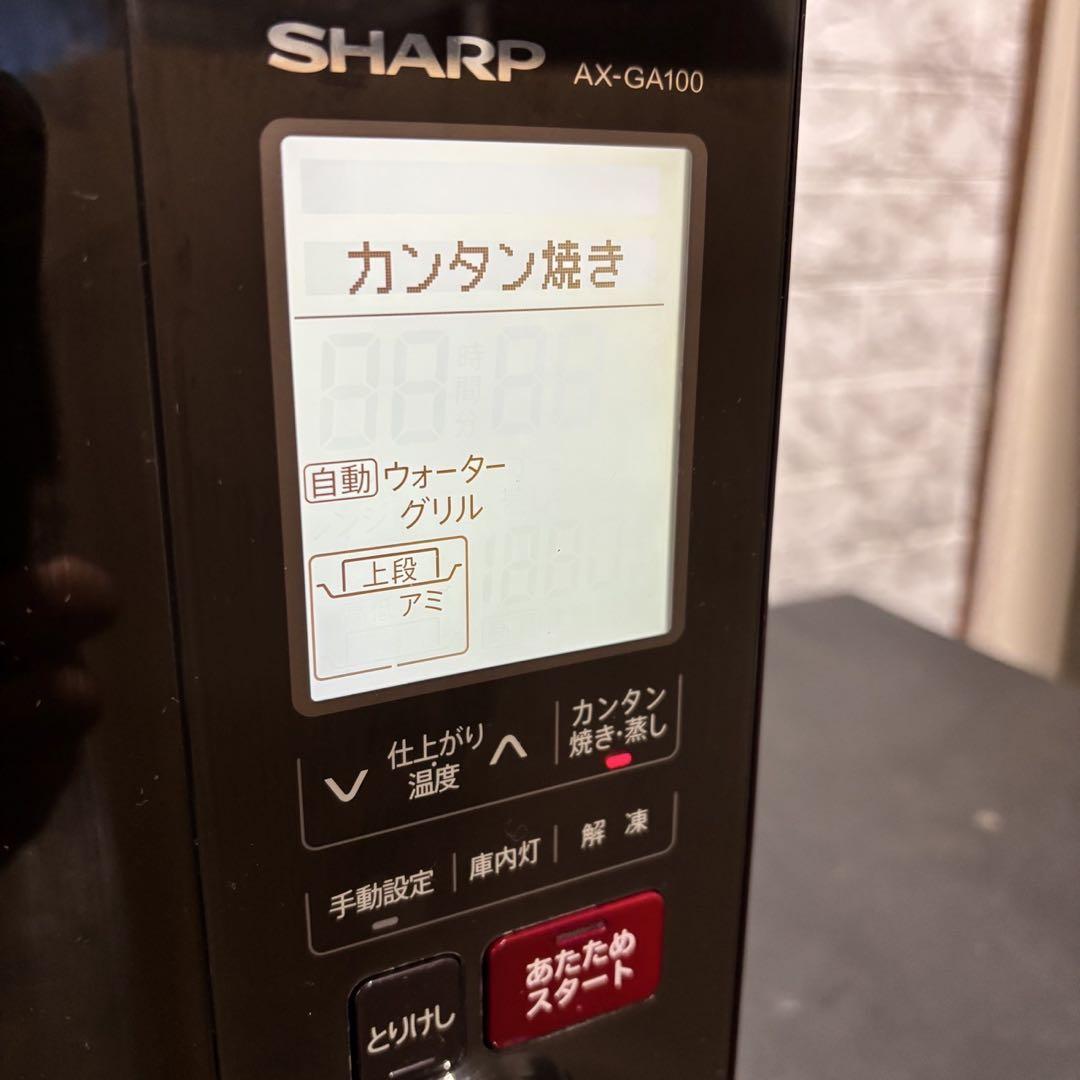 SHARP AX-GA100
カンタン焼き
時間
分
自動 ウォーター
グリル
上段
アミ
仕上がり
温度
カンタン
焼き・蒸し
手動設定
庫内灯
解凍
とりけし
あたため
スタート